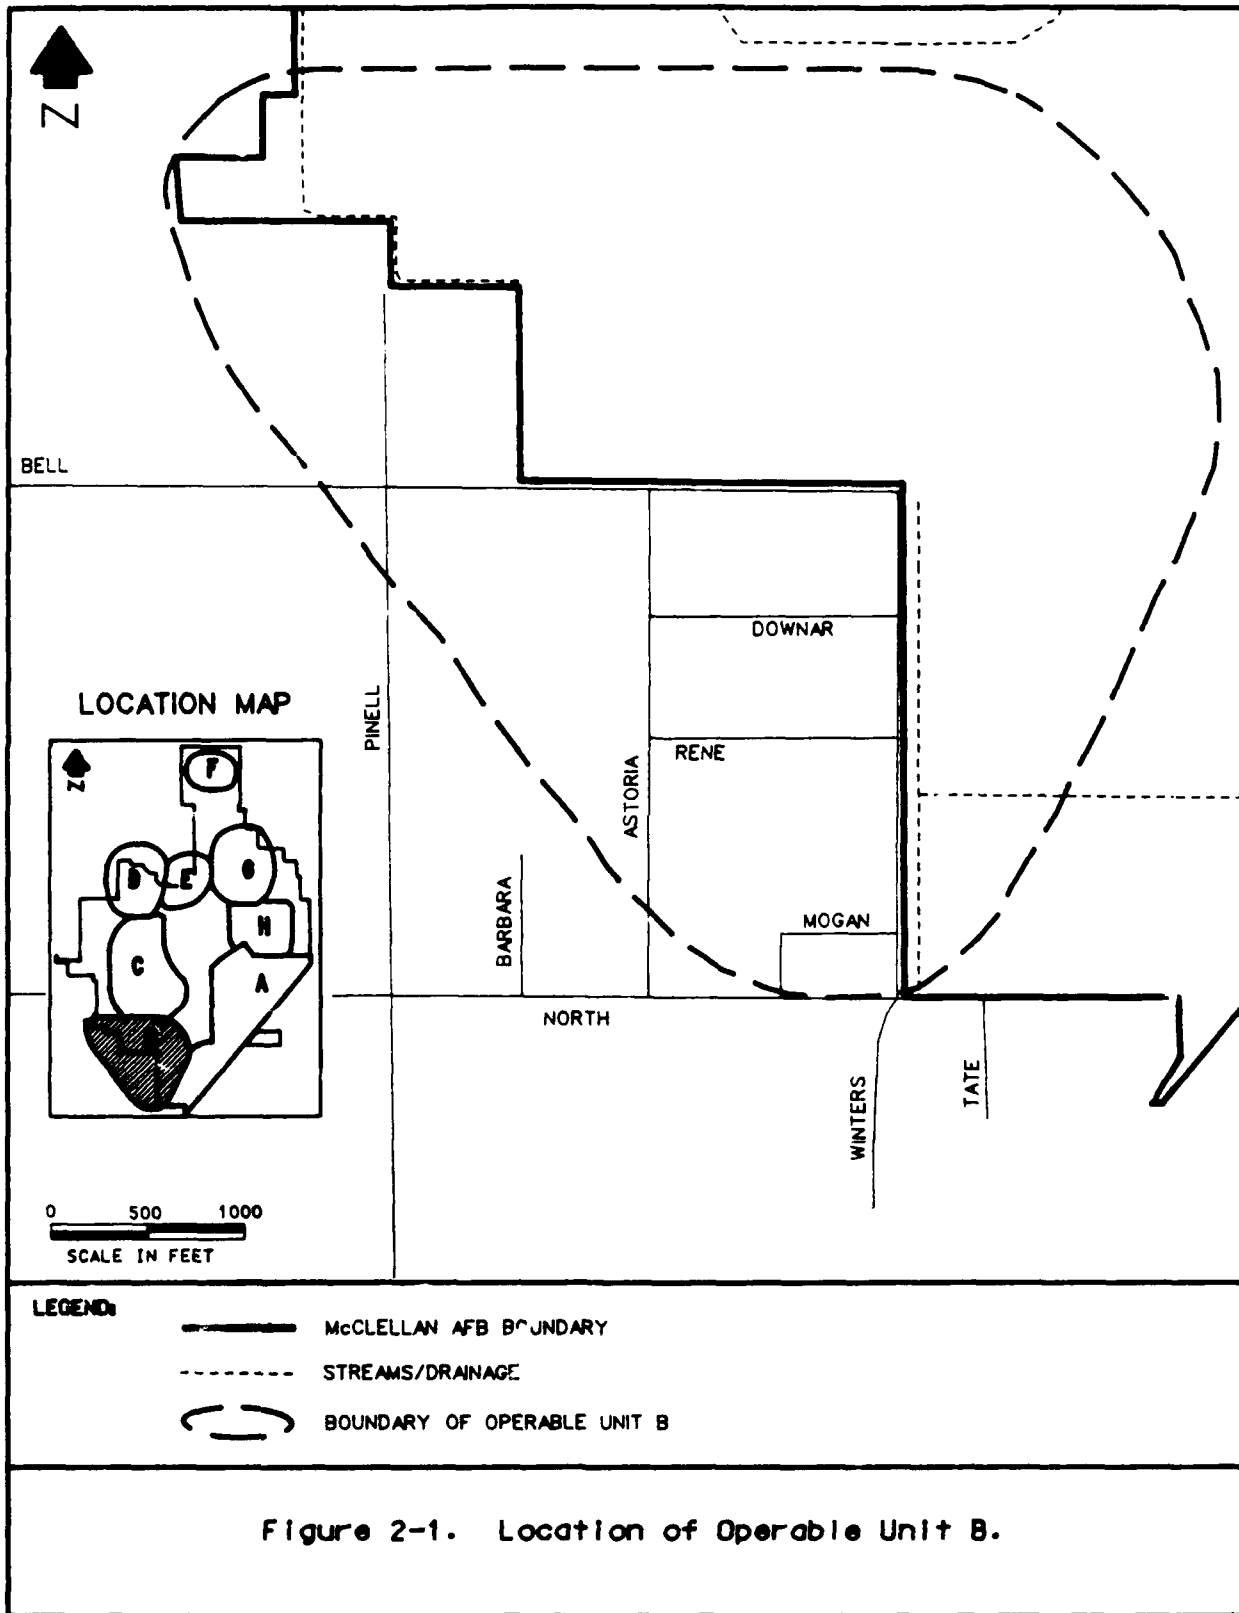 Z
BELL
DOWNAR
RENE
PINELL
ASTORIA
BARBARA
MOGAN
NORTH
WINTERS
TATE
LOCATION MAP
Z
F
D
E
G
H
C
A
0 500 1000
SCALE IN FEET
LEGEND:
McCLELLAN AFB BOUNDARY
STREAMS/DRAINAGE
BOUNDARY OF OPERABLE UNIT B
Figure 2-1. Location of Operable Unit B.